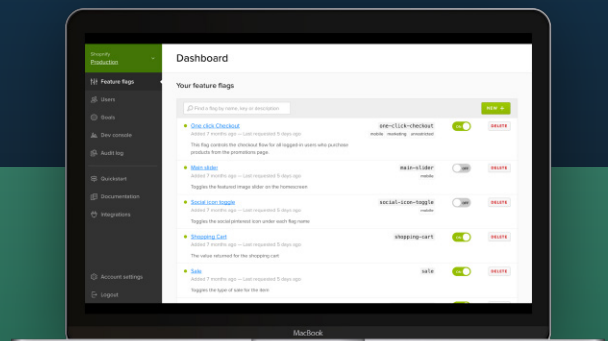 Shopnify
Production
Dashboard
Feature flags
Users
Goals
Dev console
Audit log
Quickstart
Documentation
Integrations
Account settings
Logout
Your feature flags
Find a flag by name, key or description
NEW +
One click Checkout
one-click-checkout
ON
DELETE
Added 7 months ago — Last requested 5 days ago
mobile marketing unreleased
This flag controls the checkout flow for all logged-in users who purchase
products from the promotions page.
Main slider
main-slider
OFF
DELETE
Added 7 months ago — Last requested 5 days ago
mobile
Toggles the featured image slider on the homescreen
Social icon toggle
social-icon-toggle
OFF
DELETE
Added 7 months ago — Last requested 5 days ago
mobile
Toggles the social pinterest icon under each flag name
Shopping Cart
shopping-cart
ON
DELETE
Added 7 months ago — Last requested 5 days ago
The value returned for the shopping cart
Sale
sale
ON
DELETE
Added 7 months ago — Last requested 5 days ago
Toggles the type of sale for the item
MacBook